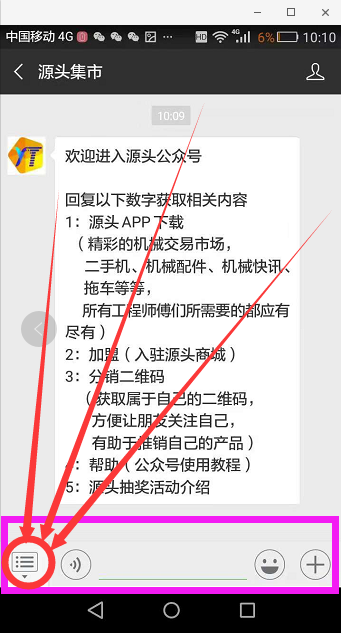 中国移动 4G
HD
4G
6%
10:10
源头集市
10:09
YT
欢迎进入源头公众号
回复以下数字获取相关内容
1：源头APP下载
（精彩的机械交易市场，
二手机、机械配件、机械快讯、
拖车等等，
所有工程师傅们所需要的都应有
尽有）
2：加盟（入驻源头商城）
3：分销二维码
（获取属于自己的二维码，
方便让朋友关注自己，
有助于推销自己的产品）
4：帮助（公众号使用教程）
5：源头抽奖活动介绍